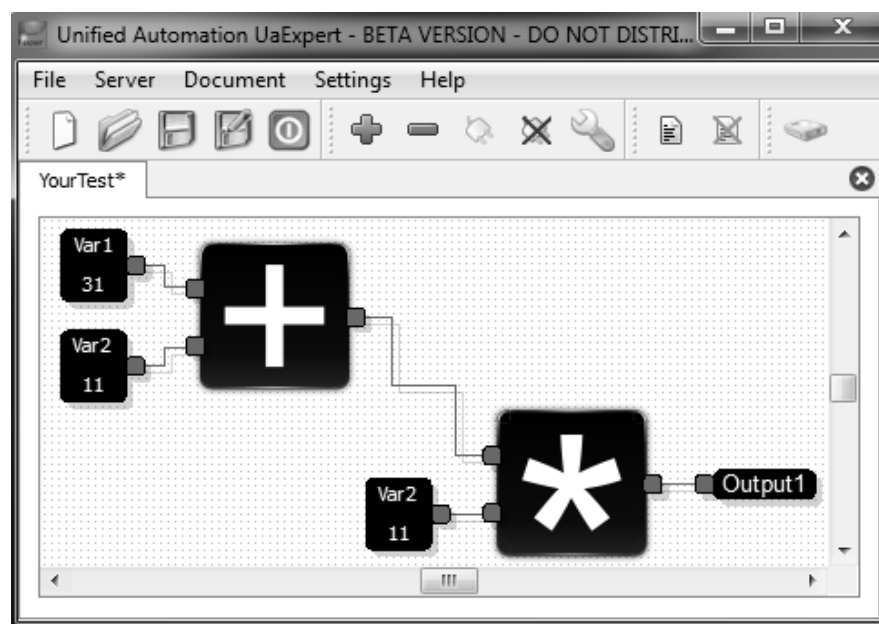 Unified Automation UaExpert - BETA VERSION - DO NOT DISTRI...
File Server Document Settings Help
YourTest*
Var1
31
+
Var2
11
*
Var2
11
Output1